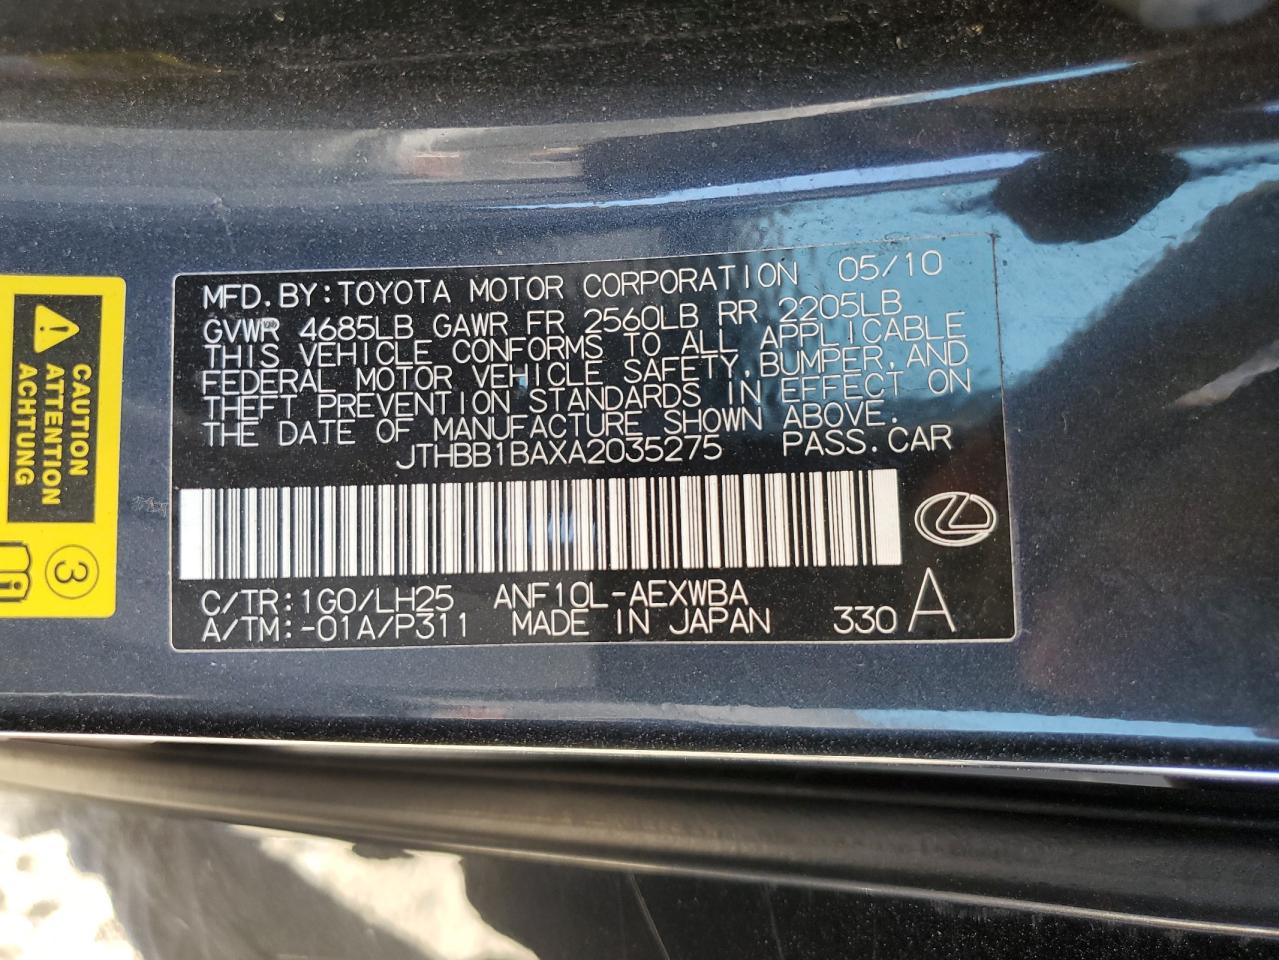 MFD.BY:TOYOTA MOTOR CORPORATION 05/10
GVWR 4685LB GAWR FR 2560LB RR 2205LB
THIS VEHICLE CONFORMS TO ALL APPLICABLE
FEDERAL MOTOR VEHICLE SAFETY,BUMPER,AND
THEFT PREVENTION STANDARDS IN EFFECT ON
THE DATE OF MANUFACTURE SHOWN ABOVE.
JTHBB1BAXA2035275 PASS.CAR
C/TR:1G0/LH25 ANF10L-AEXWBA
A/TM:-01A/P311 MADE IN JAPAN 330 A
CAUTION
ATTENTION
ACHTUNG
3